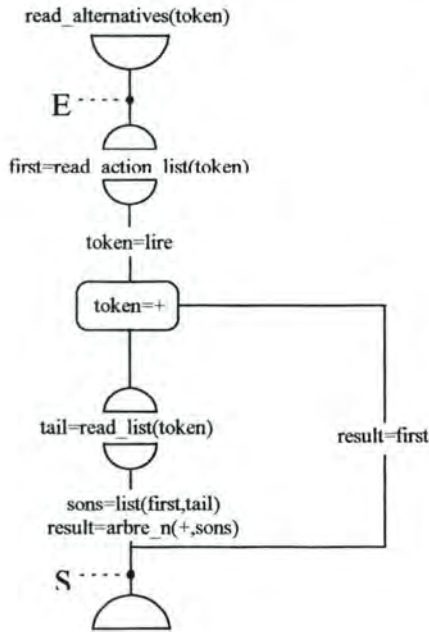 read_alternatives(token)
E
first=read_action_list(token)
token=lire
token=+
tail=read_list(token)
result=first
sons=list(first,tail)
result=arbre_n(+,sons)
S